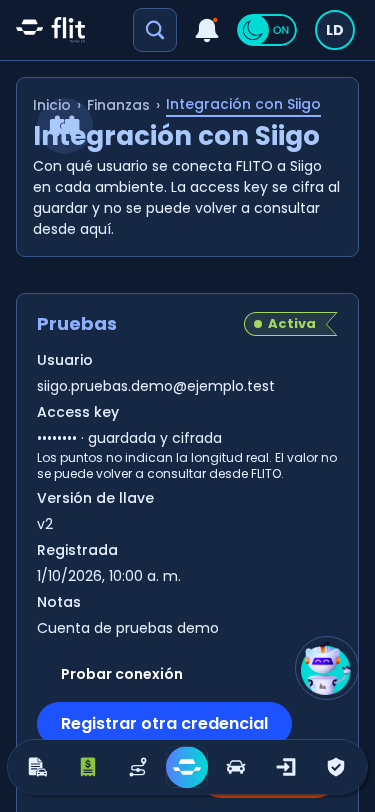 flit
ON
LD
Inicio › Finanzas › Integración con Siigo
Integración con Siigo
Con qué usuario se conecta FLITO a Siigo
en cada ambiente. La access key se cifra al
guardar y no se puede volver a consultar
desde aquí.
Pruebas
Activa
Usuario
siigo.pruebas.demo@ejemplo.test
Access key
•••••••• · guardada y cifrada
Los puntos no indican la longitud real. El valor no
se puede volver a consultar desde FLITO.
Versión de llave
v2
Registrada
1/10/2026, 10:00 a. m.
Notas
Cuenta de pruebas demo
Probar conexión
Registrar otra credencial